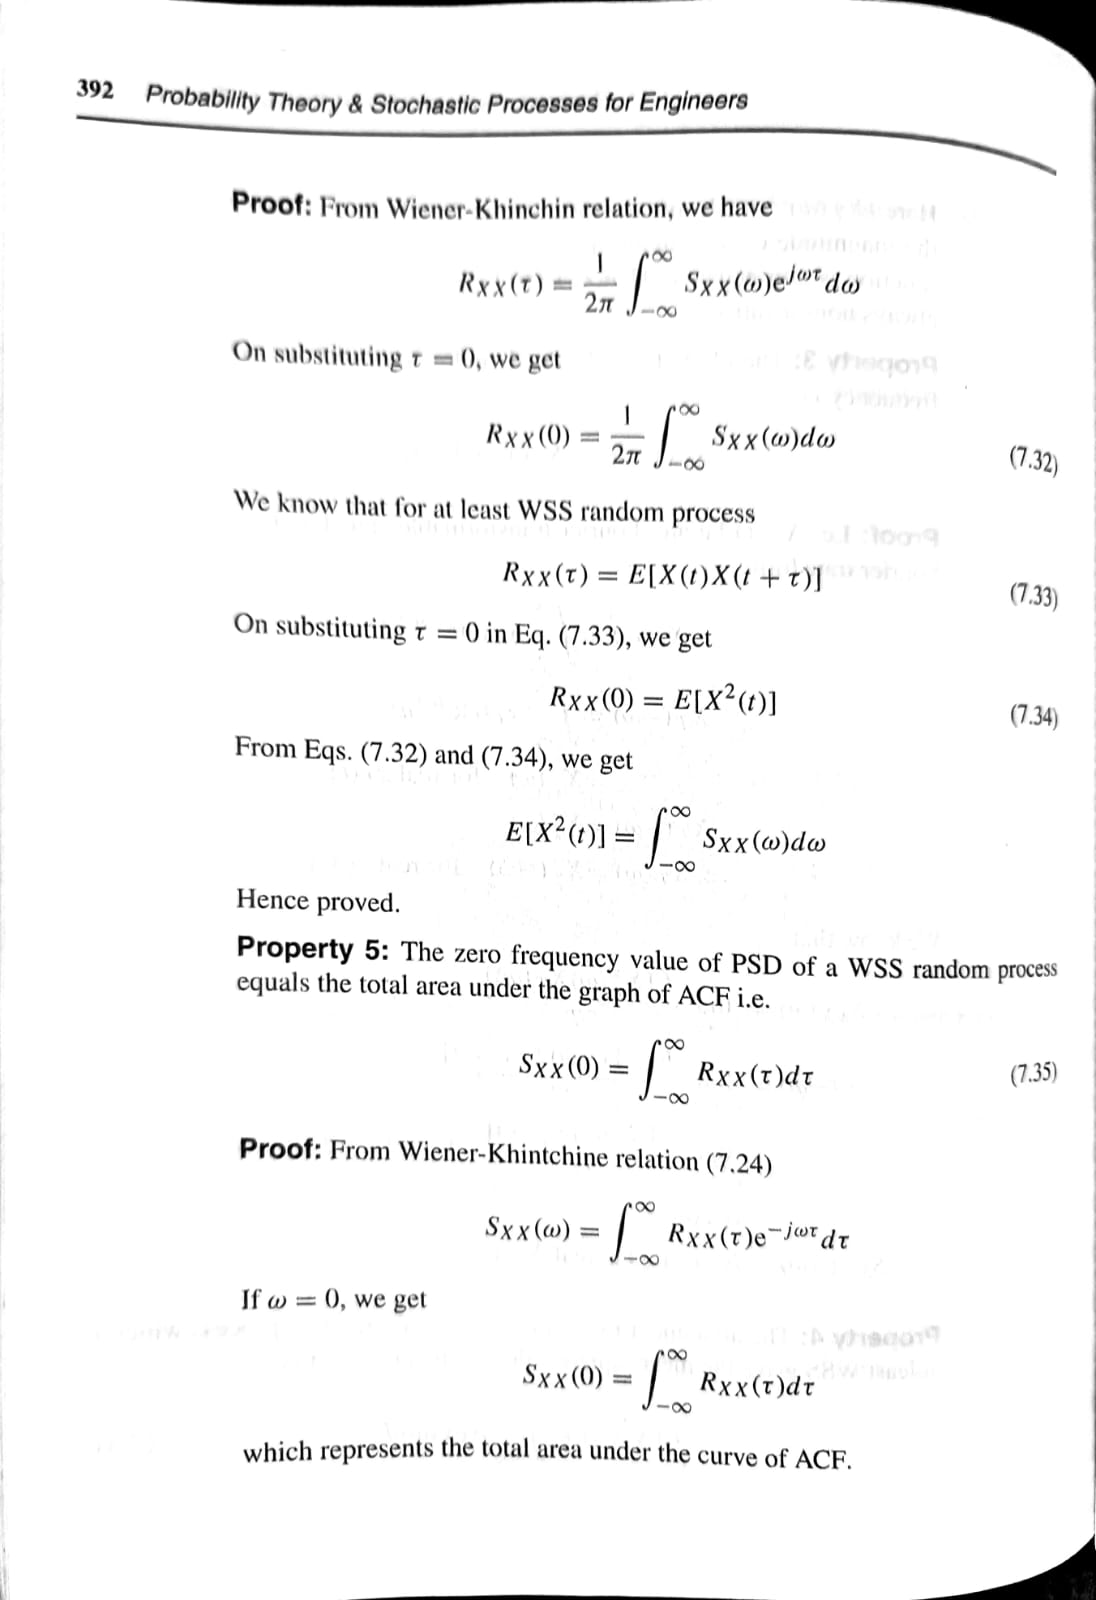 392 Probability Theory & Stochastic Processes for Engineers
Proof: From Wiener-Khinchin relation, we have
R_XX(τ) = 1/2π ∫_{-∞}^{∞} S_XX(ω)e^{jωτ} dω
On substituting τ = 0, we get
R_XX(0) = 1/2π ∫_{-∞}^{∞} S_XX(ω)dω (7.32)
We know that for at least WSS random process
R_XX(τ) = E[X(t)X(t + τ)] (7.33)
On substituting τ = 0 in Eq. (7.33), we get
R_XX(0) = E[X²(t)] (7.34)
From Eqs. (7.32) and (7.34), we get
E[X²(t)] = ∫_{-∞}^{∞} S_XX(ω)dω
Hence proved.
Property 5: The zero frequency value of PSD of a WSS random process
equals the total area under the graph of ACF i.e.
S_XX(0) = ∫_{-∞}^{∞} R_XX(τ)dτ (7.35)
Proof: From Wiener-Khintchine relation (7.24)
S_XX(ω) = ∫_{-∞}^{∞} R_XX(τ)e^{-jωτ} dτ
If ω = 0, we get
S_XX(0) = ∫_{-∞}^{∞} R_XX(τ)dτ
which represents the total area under the curve of ACF.